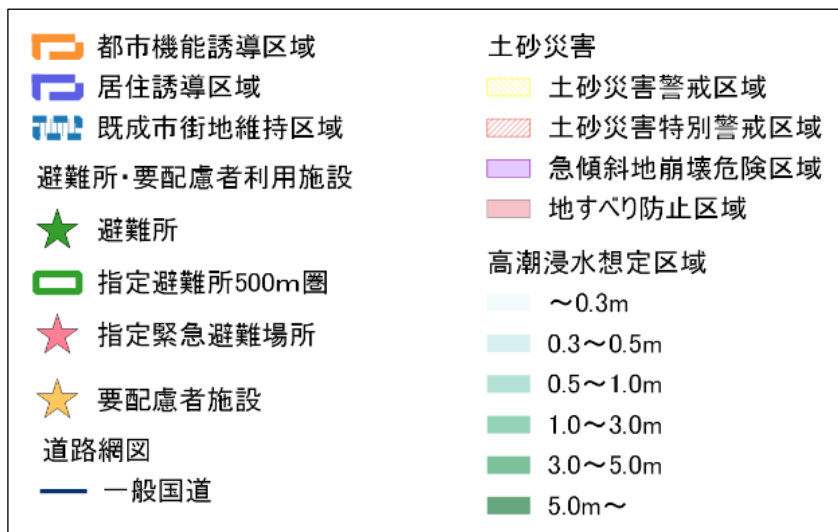 都市機能誘導区域
居住誘導区域
既成市街地維持区域
避難所・要配慮者利用施設
避難所
指定避難所500m圏
指定緊急避難場所
要配慮者施設
道路網図
一般国道
土砂災害
土砂災害警戒区域
土砂災害特別警戒区域
急傾斜地崩壊危険区域
地すべり防止区域
高潮浸水想定区域
～0.3m
0.3～0.5m
0.5～1.0m
1.0～3.0m
3.0～5.0m
5.0m～